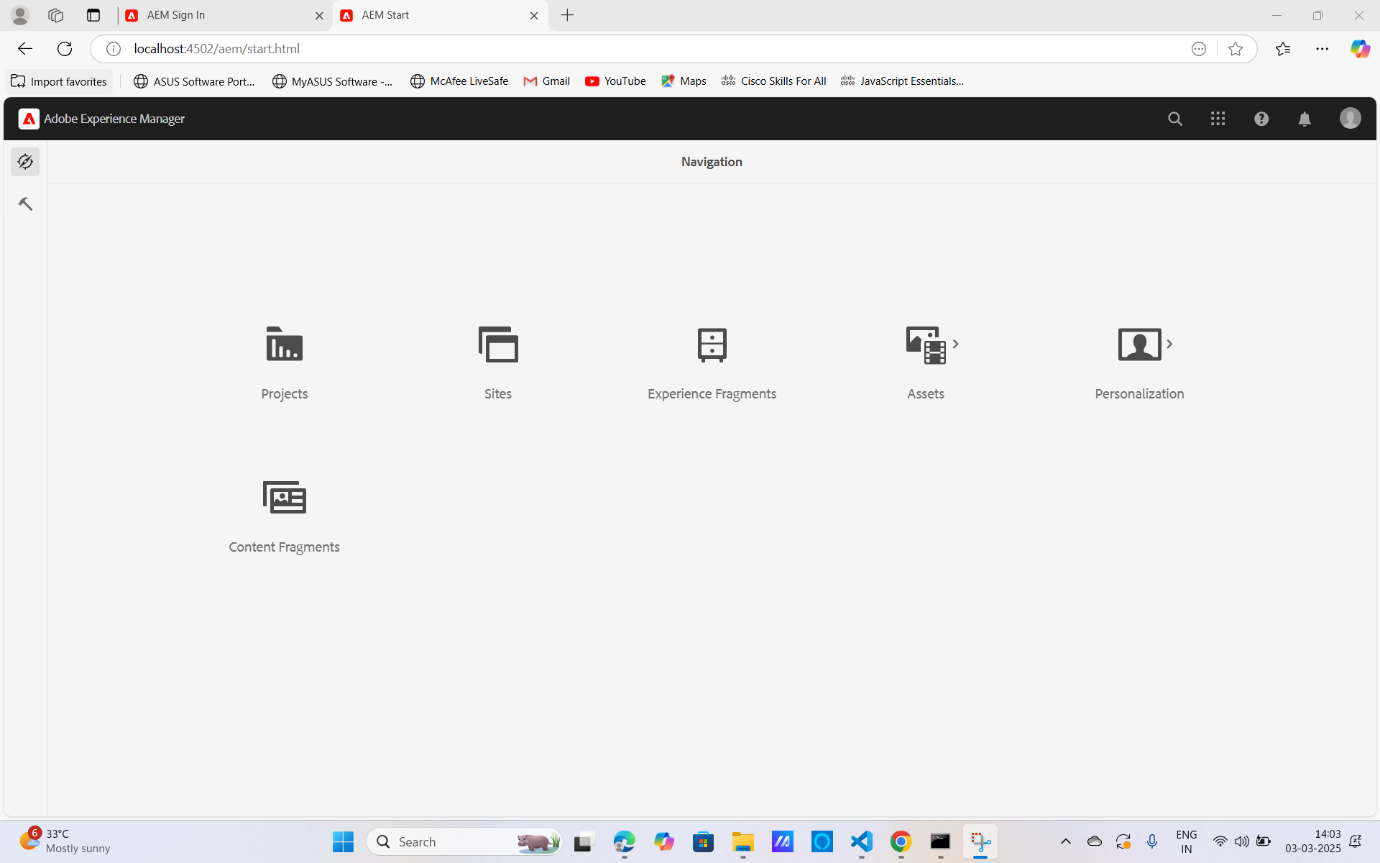 AEM Sign In
AEM Start
localhost:4502/aem/start.html
Import favorites
ASUS Software Port...
MyASUS Software -...
McAfee LiveSafe
Gmail
YouTube
Maps
Cisco Skills For All
JavaScript Essentials...
Adobe Experience Manager
Navigation
Projects
Sites
Experience Fragments
Assets
Personalization
Content Fragments
6
33°C
Mostly sunny
Search
ENG
IN
14:03
03-03-2025